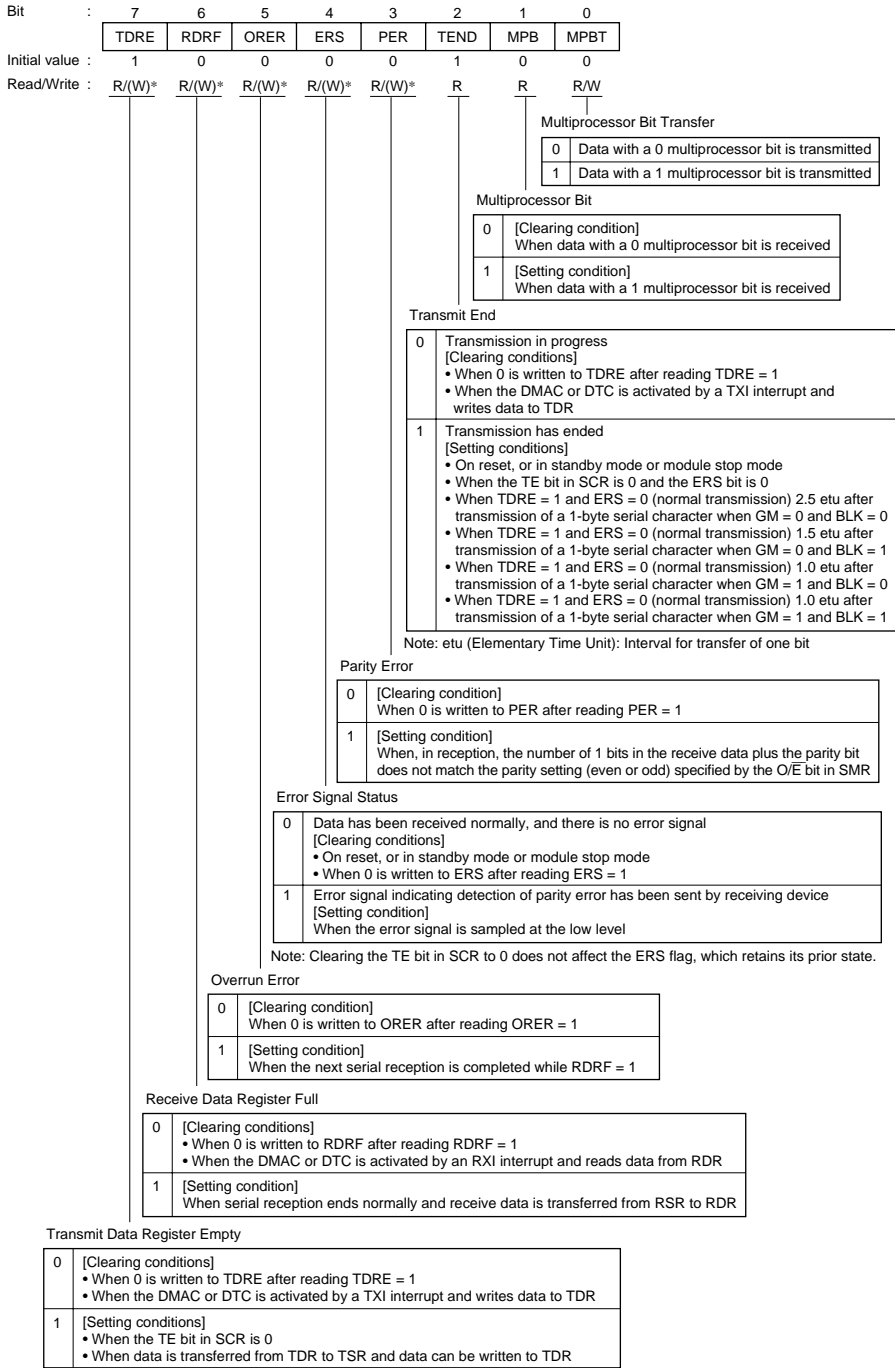 Bit : 7 6 5 4 3 2 1 0
TDRE RDRF ORER ERS PER TEND MPB MPBT
Initial value : 1 0 0 0 0 1 0 0
Read/Write : R/(W)* R/(W)* R/(W)* R/(W)* R/(W)* R R R/W
Multiprocessor Bit Transfer
0 Data with a 0 multiprocessor bit is transmitted
1 Data with a 1 multiprocessor bit is transmitted
Multiprocessor Bit
0 [Clearing condition]
When data with a 0 multiprocessor bit is received
1 [Setting condition]
When data with a 1 multiprocessor bit is received
Transmit End
0 Transmission in progress
[Clearing conditions]
• When 0 is written to TDRE after reading TDRE = 1
• When the DMAC or DTC is activated by a TXI interrupt and
writes data to TDR
1 Transmission has ended
[Setting conditions]
• On reset, or in standby mode or module stop mode
• When the TE bit in SCR is 0 and the ERS bit is 0
• When TDRE = 1 and ERS = 0 (normal transmission) 2.5 etu after
transmission of a 1-byte serial character when GM = 0 and BLK = 0
• When TDRE = 1 and ERS = 0 (normal transmission) 1.5 etu after
transmission of a 1-byte serial character when GM = 0 and BLK = 1
• When TDRE = 1 and ERS = 0 (normal transmission) 1.0 etu after
transmission of a 1-byte serial character when GM = 1 and BLK = 0
• When TDRE = 1 and ERS = 0 (normal transmission) 1.0 etu after
transmission of a 1-byte serial character when GM = 1 and BLK = 1
Note: etu (Elementary Time Unit): Interval for transfer of one bit
Parity Error
0 [Clearing condition]
When 0 is written to PER after reading PER = 1
1 [Setting condition]
When, in reception, the number of 1 bits in the receive data plus the parity bit
does not match the parity setting (even or odd) specified by the O/E̅ bit in SMR
Error Signal Status
0 Data has been received normally, and there is no error signal
[Clearing conditions]
• On reset, or in standby mode or module stop mode
• When 0 is written to ERS after reading ERS = 1
1 Error signal indicating detection of parity error has been sent by receiving device
[Setting condition]
When the error signal is sampled at the low level
Note: Clearing the TE bit in SCR to 0 does not affect the ERS flag, which retains its prior state.
Overrun Error
0 [Clearing condition]
When 0 is written to ORER after reading ORER = 1
1 [Setting condition]
When the next serial reception is completed while RDRF = 1
Receive Data Register Full
0 [Clearing conditions]
• When 0 is written to RDRF after reading RDRF = 1
• When the DMAC or DTC is activated by an RXI interrupt and reads data from RDR
1 [Setting condition]
When serial reception ends normally and receive data is transferred from RSR to RDR
Transmit Data Register Empty
0 [Clearing conditions]
• When 0 is written to TDRE after reading TDRE = 1
• When the DMAC or DTC is activated by a TXI interrupt and writes data to TDR
1 [Setting conditions]
• When the TE bit in SCR is 0
• When data is transferred from TDR to TSR and data can be written to TDR